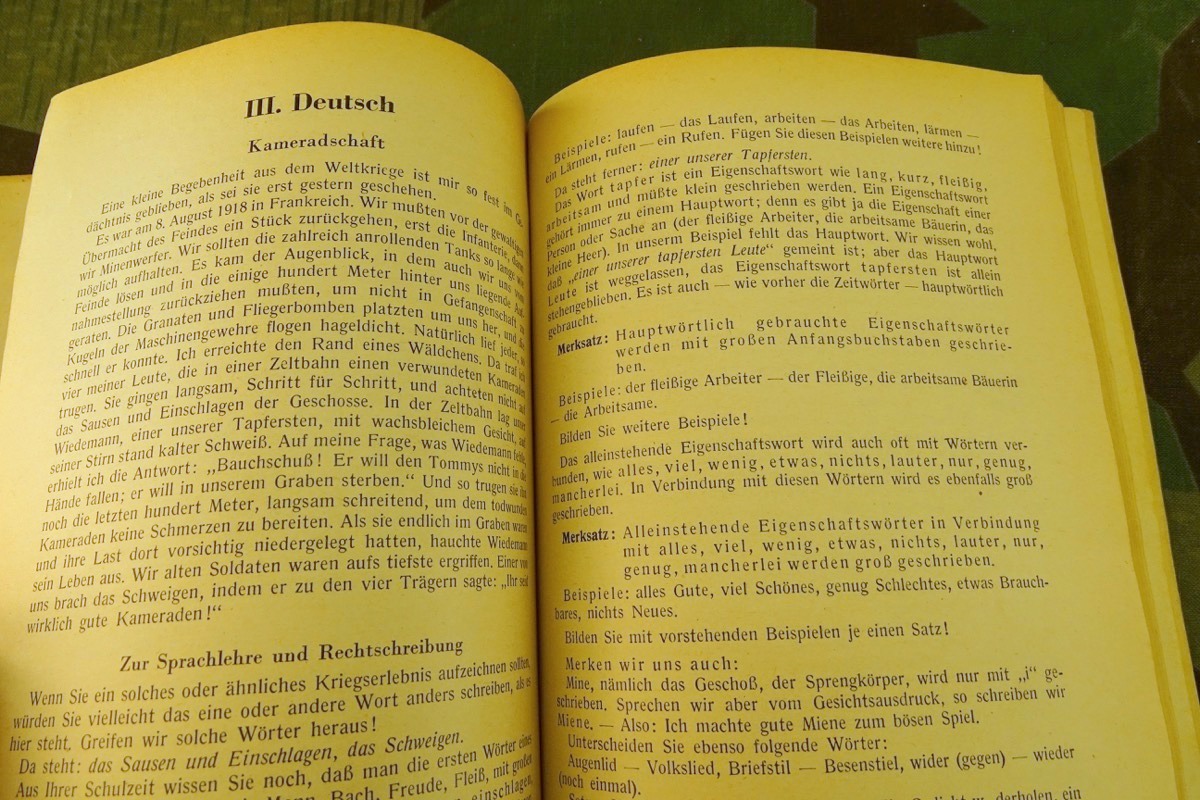 III. Deutsch
Kameradschaft
Eine kleine Begebenheit aus dem Weltkriege ist mir so fest im Ge-
dächtnis geblieben, als sei sie erst gestern geschehen.
Es war am 8. August 1918 in Frankreich. Wir mußten vor der gewaltigen
Übermacht des Feindes ein Stück zurückgehen, erst die Infanterie, dann
wir Minenwerfer. Wir sollten die zahlreich anrollenden Tanks so lange wie
möglich aufhalten. Es kam der Augenblick, in dem auch wir uns vom
Feinde lösen und in die einige hundert Meter hinter uns liegende Auf-
nahmestellung zurückziehen mußten, um nicht in Gefangenschaft zu
geraten. Die Granaten und Fliegerbomben platzten um uns her, und die
Kugeln der Maschinengewehre flogen hageldicht. Natürlich lief jeder, so
schnell er konnte. Ich erreichte den Rand eines Wäldchens. Da traf ich
vier meiner Leute, die in einer Zeltbahn einen verwundeten Kameraden
trugen. Sie gingen langsam, Schritt für Schritt, und achteten nicht auf
das Sausen und Einschlagen der Geschosse. In der Zeltbahn lag unser
Wiedemann, einer unserer Tapfersten, mit wachsbleichem Gesicht, auf
seiner Stirn stand kalter Schweiß. Auf meine Frage, was Wiedemann fehle,
erhielt ich die Antwort: „Bauchschuß! Er will den Tommys nicht in die
Hände fallen; er will in unserem Graben sterben.“ Und so trugen sie ihn
noch die letzten hundert Meter, langsam schreitend, um dem todwunden
Kameraden keine Schmerzen zu bereiten. Als sie endlich im Graben waren
und ihre Last dort vorsichtig niedergelegt hatten, hauchte Wiedemann
sein Leben aus. Wir alten Soldaten waren aufs tiefste ergriffen. Einer von
uns brach das Schweigen, indem er zu den vier Trägern sagte: „Ihr seid
wirklich gute Kameraden!“
Zur Sprachlehre und Rechtschreibung
Wenn Sie ein solches oder ähnliches Kriegserlebnis aufzeichnen sollten,
würden Sie vielleicht das eine oder andere Wort anders schreiben, als es
hier steht. Greifen wir solche Wörter heraus!
Da steht: das Sausen und Einschlagen, das Schweigen.
Aus Ihrer Schulzeit wissen Sie noch, daß man die ersten Wörter eines
Mann, Bach, Freude, Fleiß, mit großen
einschlagen,
Beispiele: laufen — das Laufen, arbeiten — das Arbeiten, lärmen —
ein Lärmen, rufen — ein Rufen. Fügen Sie diesen Beispielen weitere hinzu!
Da steht ferner: einer unserer Tapfersten.
Das Wort tapfer ist ein Eigenschaftswort wie lang, kurz, fleißig,
arbeitsam und müßte klein geschrieben werden. Ein Eigenschaftswort
gehört immer zu einem Hauptwort; denn es gibt ja die Eigenschaft einer
Person oder Sache an (der fleißige Arbeiter, die arbeitsame Bäuerin, das
kleine Heer). In unserm Beispiel fehlt das Hauptwort. Wir wissen wohl,
daß „einer unserer tapfersten Leute“ gemeint ist; aber das Hauptwort
Leute ist weggelassen, das Eigenschaftswort tapfersten ist allein
stehengeblieben. Es ist auch — wie vorher die Zeitwörter — hauptwörtlich
gebraucht.
Merksatz: Hauptwörtlich gebrauchte Eigenschaftswörter
werden mit großen Anfangsbuchstaben geschrie-
ben.
Beispiele: der fleißige Arbeiter — der Fleißige, die arbeitsame Bäuerin
— die Arbeitsame.
Bilden Sie weitere Beispiele!
Das alleinstehende Eigenschaftswort wird auch oft mit Wörtern ver-
bunden, wie alles, viel, wenig, etwas, nichts, lauter, nur, genug,
mancherlei. In Verbindung mit diesen Wörtern wird es ebenfalls groß
geschrieben.
Merksatz: Alleinstehende Eigenschaftswörter in Verbindung
mit alles, viel, wenig, etwas, nichts, lauter, nur,
genug, mancherlei werden groß geschrieben.
Beispiele: alles Gute, viel Schönes, genug Schlechtes, etwas Brauch-
bares, nichts Neues.
Bilden Sie mit vorstehenden Beispielen je einen Satz!
Merken wir uns auch:
Mine, nämlich das Geschoß, der Sprengkörper, wird nur mit „i“ ge-
schrieben. Sprechen wir aber vom Gesichtsausdruck, so schreiben wir
Miene. — Also: Ich machte gute Miene zum bösen Spiel.
Unterscheiden Sie ebenso folgende Wörter:
Augenlid — Volkslied, Briefstil — Besenstiel, wider (gegen) — wieder
(noch einmal).
derholen, ein